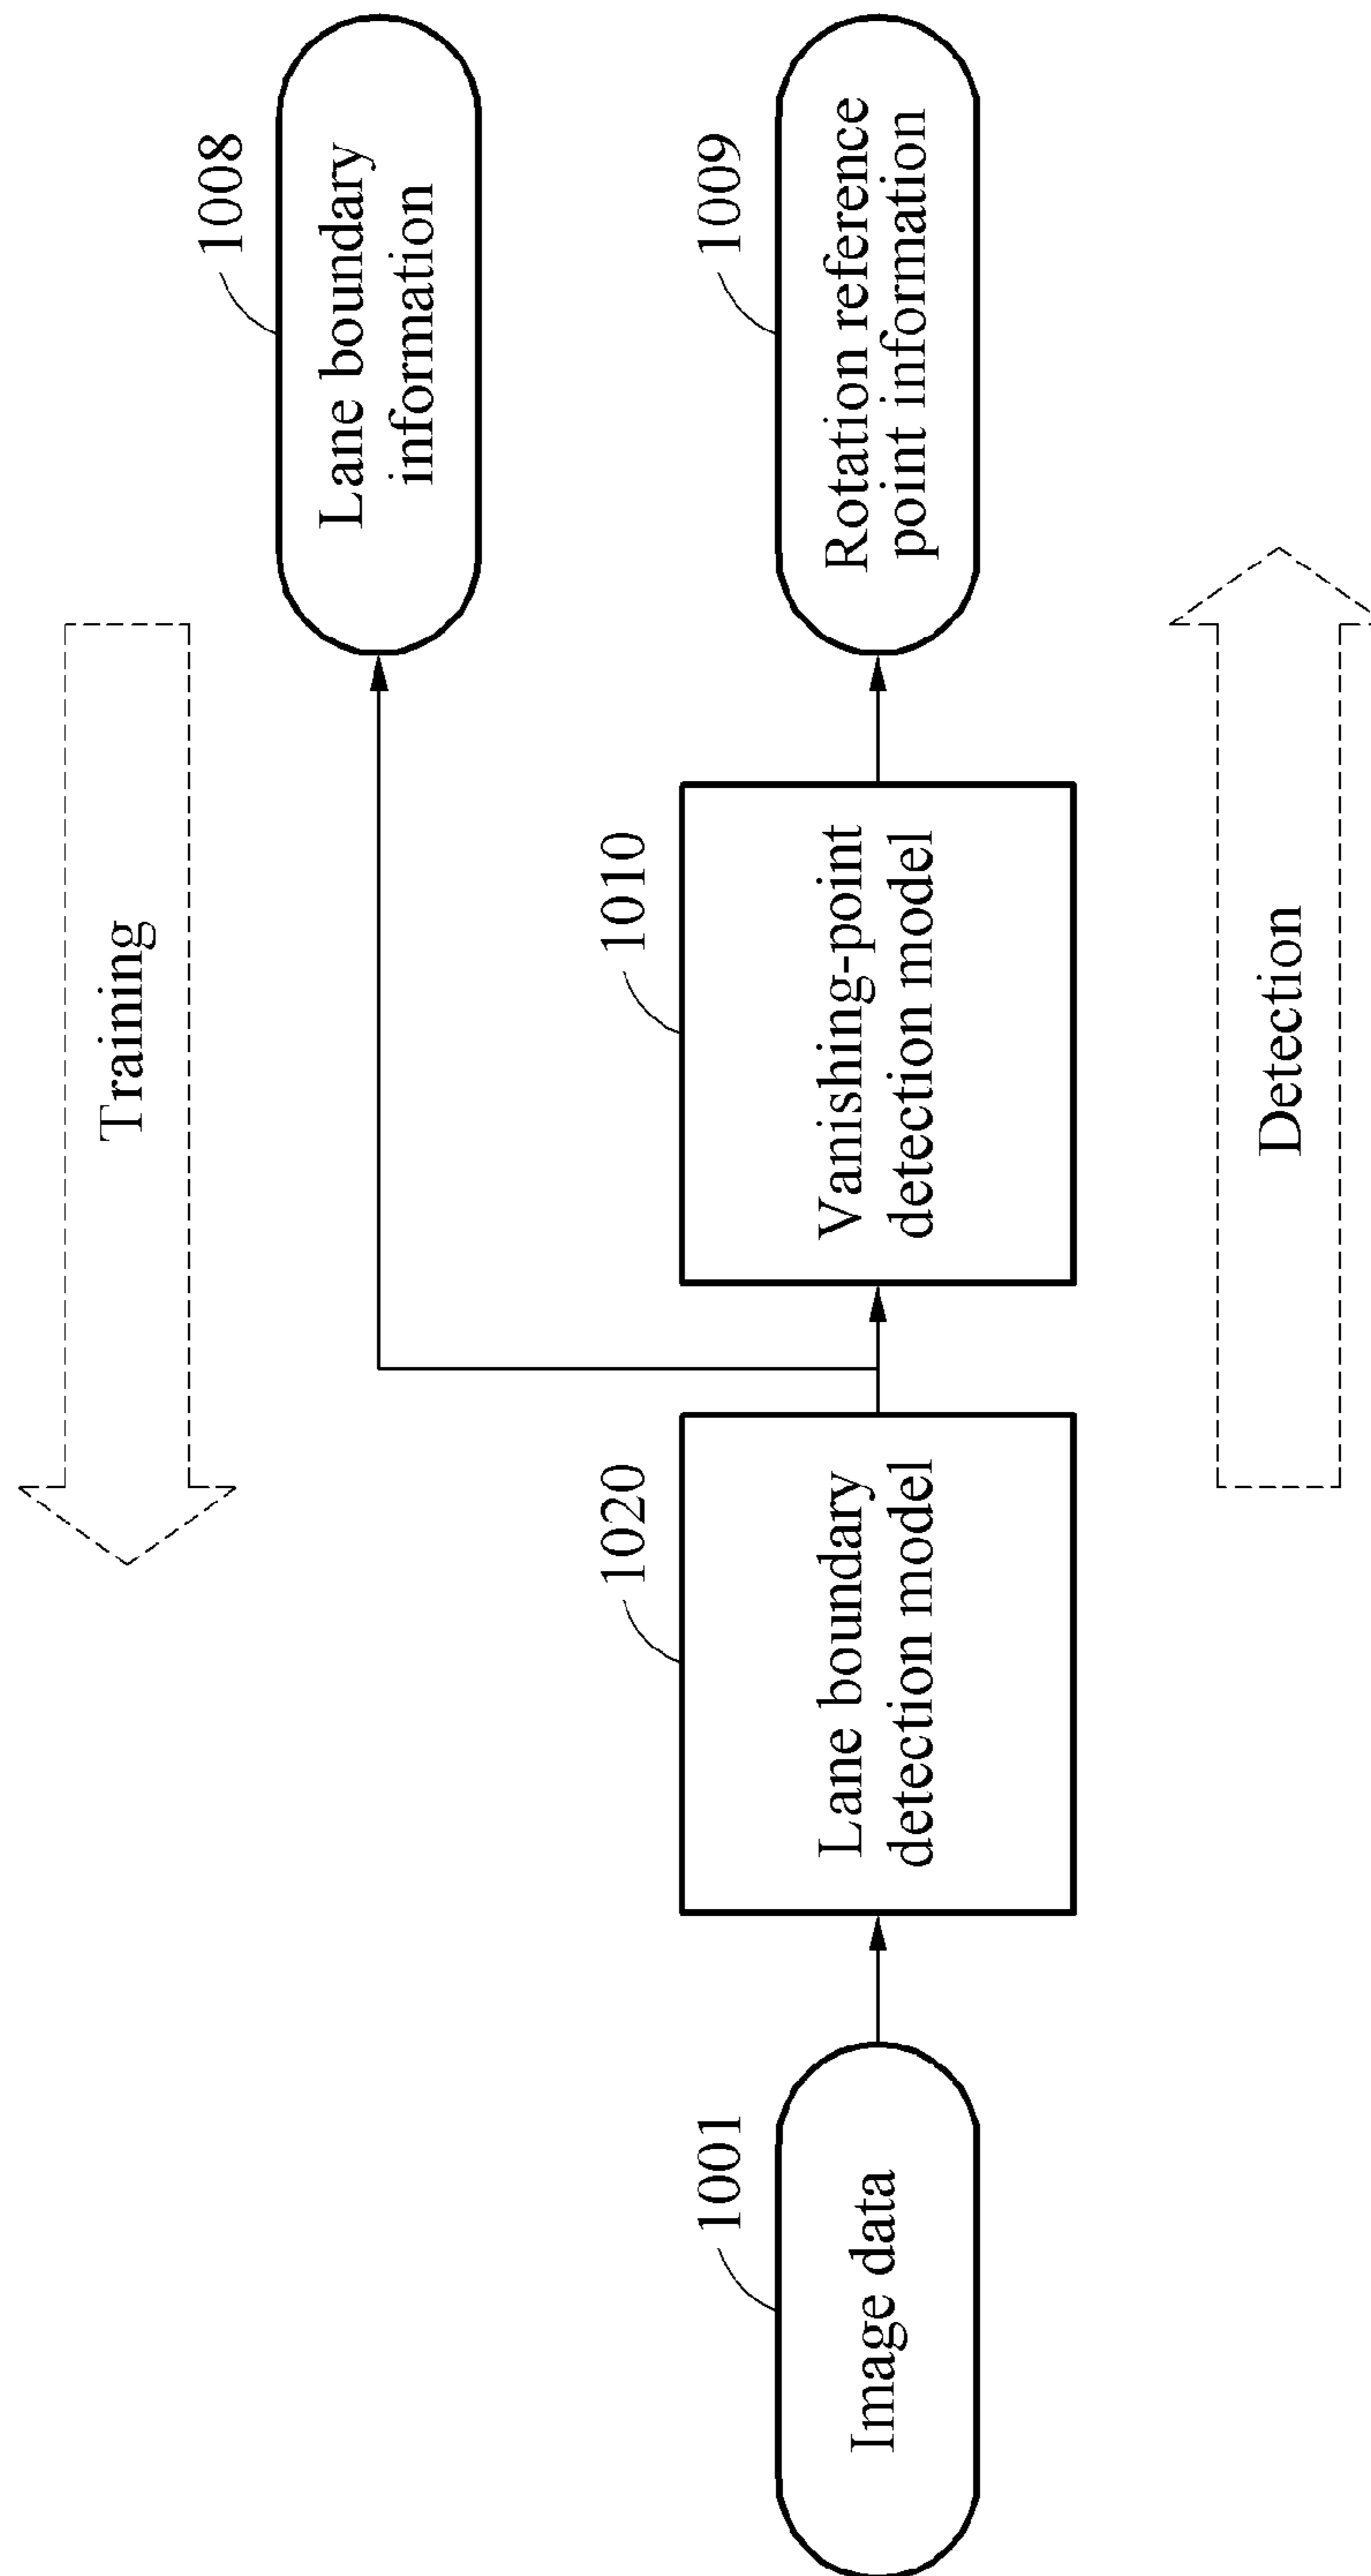 Training
1008
Lane boundary
information
1001
Image data
1020
Lane boundary
detection model
1010
Vanishing-point
detection model
1009
Rotation reference
point information
Detection